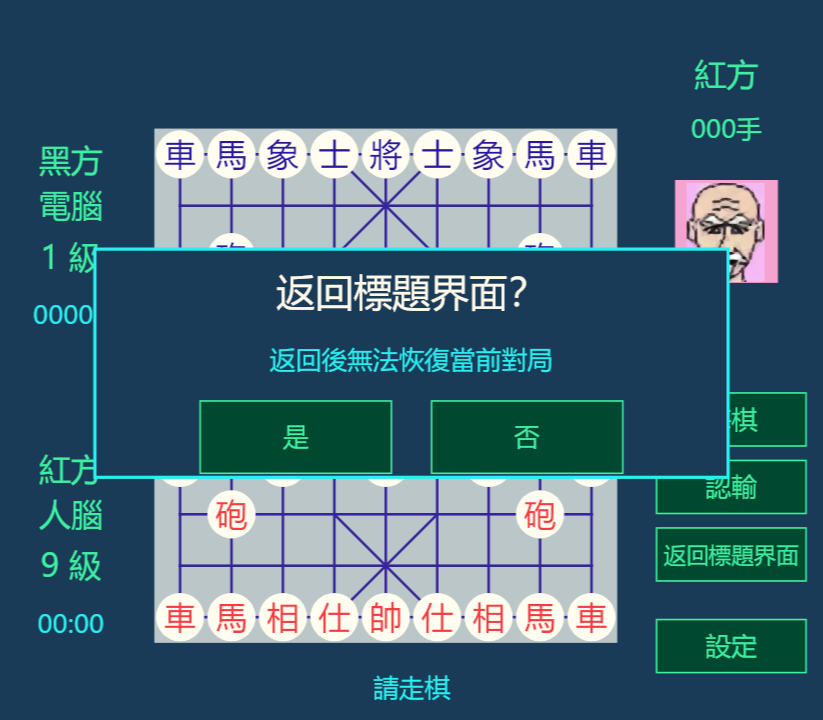 紅方
000手
黑方
電腦
1 級
0000
車馬象士將士象馬車
返回標題界面?
返回後無法恢復當前對局
是
否
棋
認輸
返回標題界面
設定
紅方
人腦
9 級
00:00
砲 砲
車馬相仕帥仕相馬車
請走棋